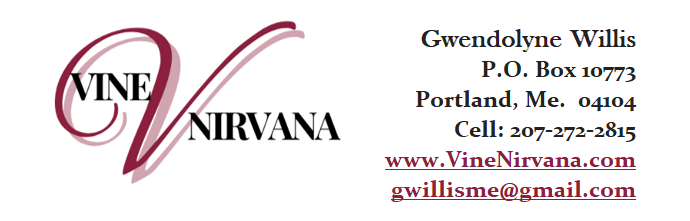 VINE
NIRVANA
Gwendolyne Willis
P.O. Box 10773
Portland, Me.  04104
Cell: 207-272-2815
www.VineNirvana.com
gwillisme@gmail.com